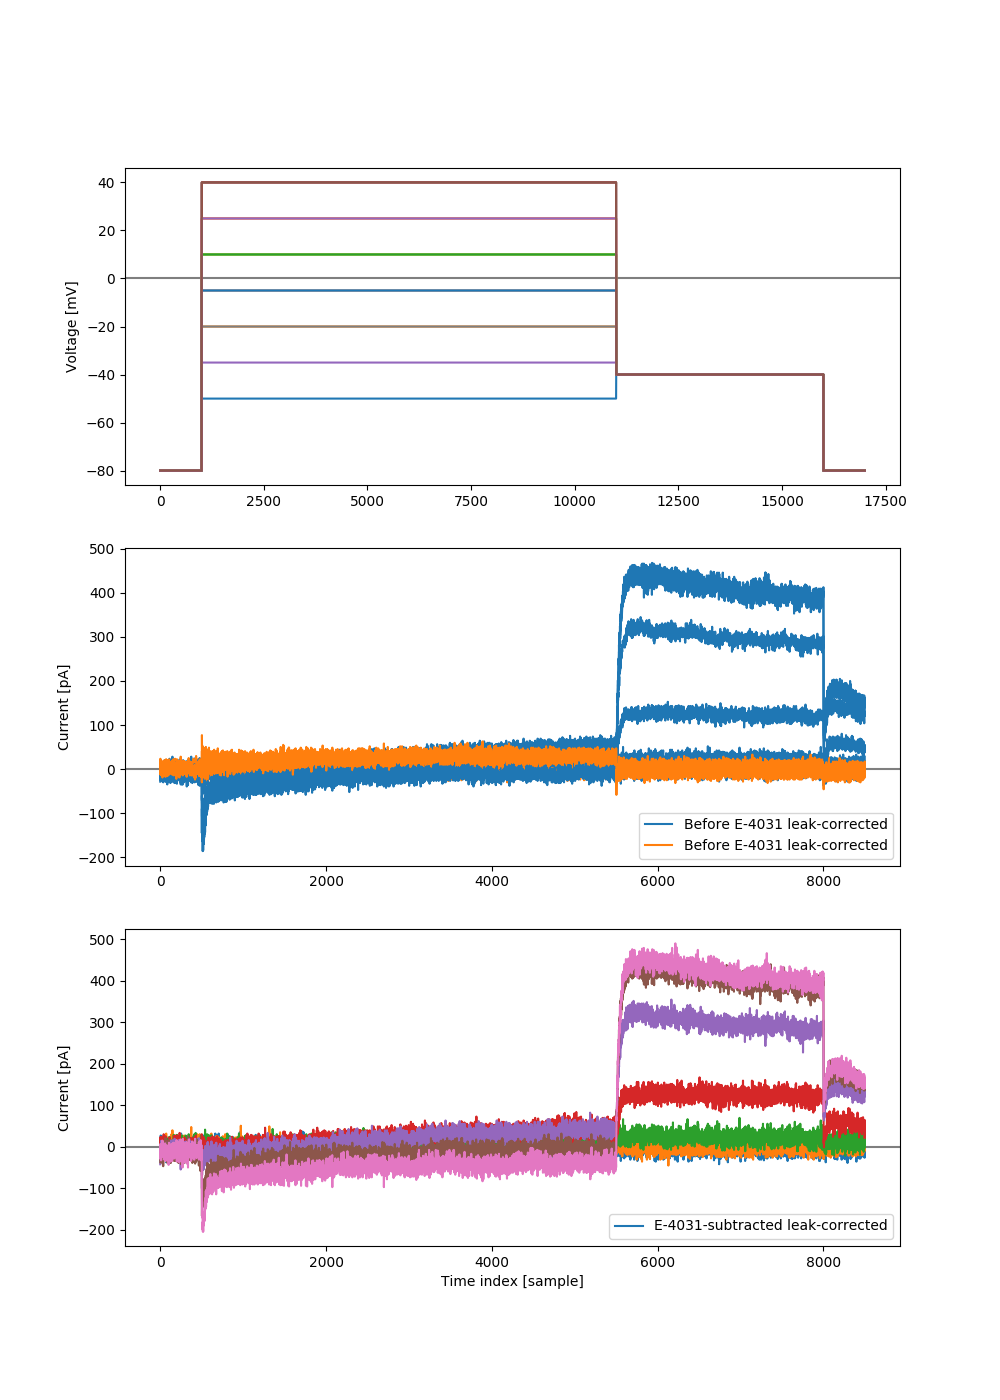 40
20
0
−20
−40
−60
−80
Voltage [mV]
0 2500 5000 7500 10000 12500 15000 17500
500
400
300
200
100
0
−100
−200
Current [pA]
Before E-4031 leak-corrected
Before E-4031 leak-corrected
0 2000 4000 6000 8000
500
400
300
200
100
0
−100
−200
Current [pA]
E-4031-subtracted leak-corrected
0 2000 4000 6000 8000
Time index [sample]